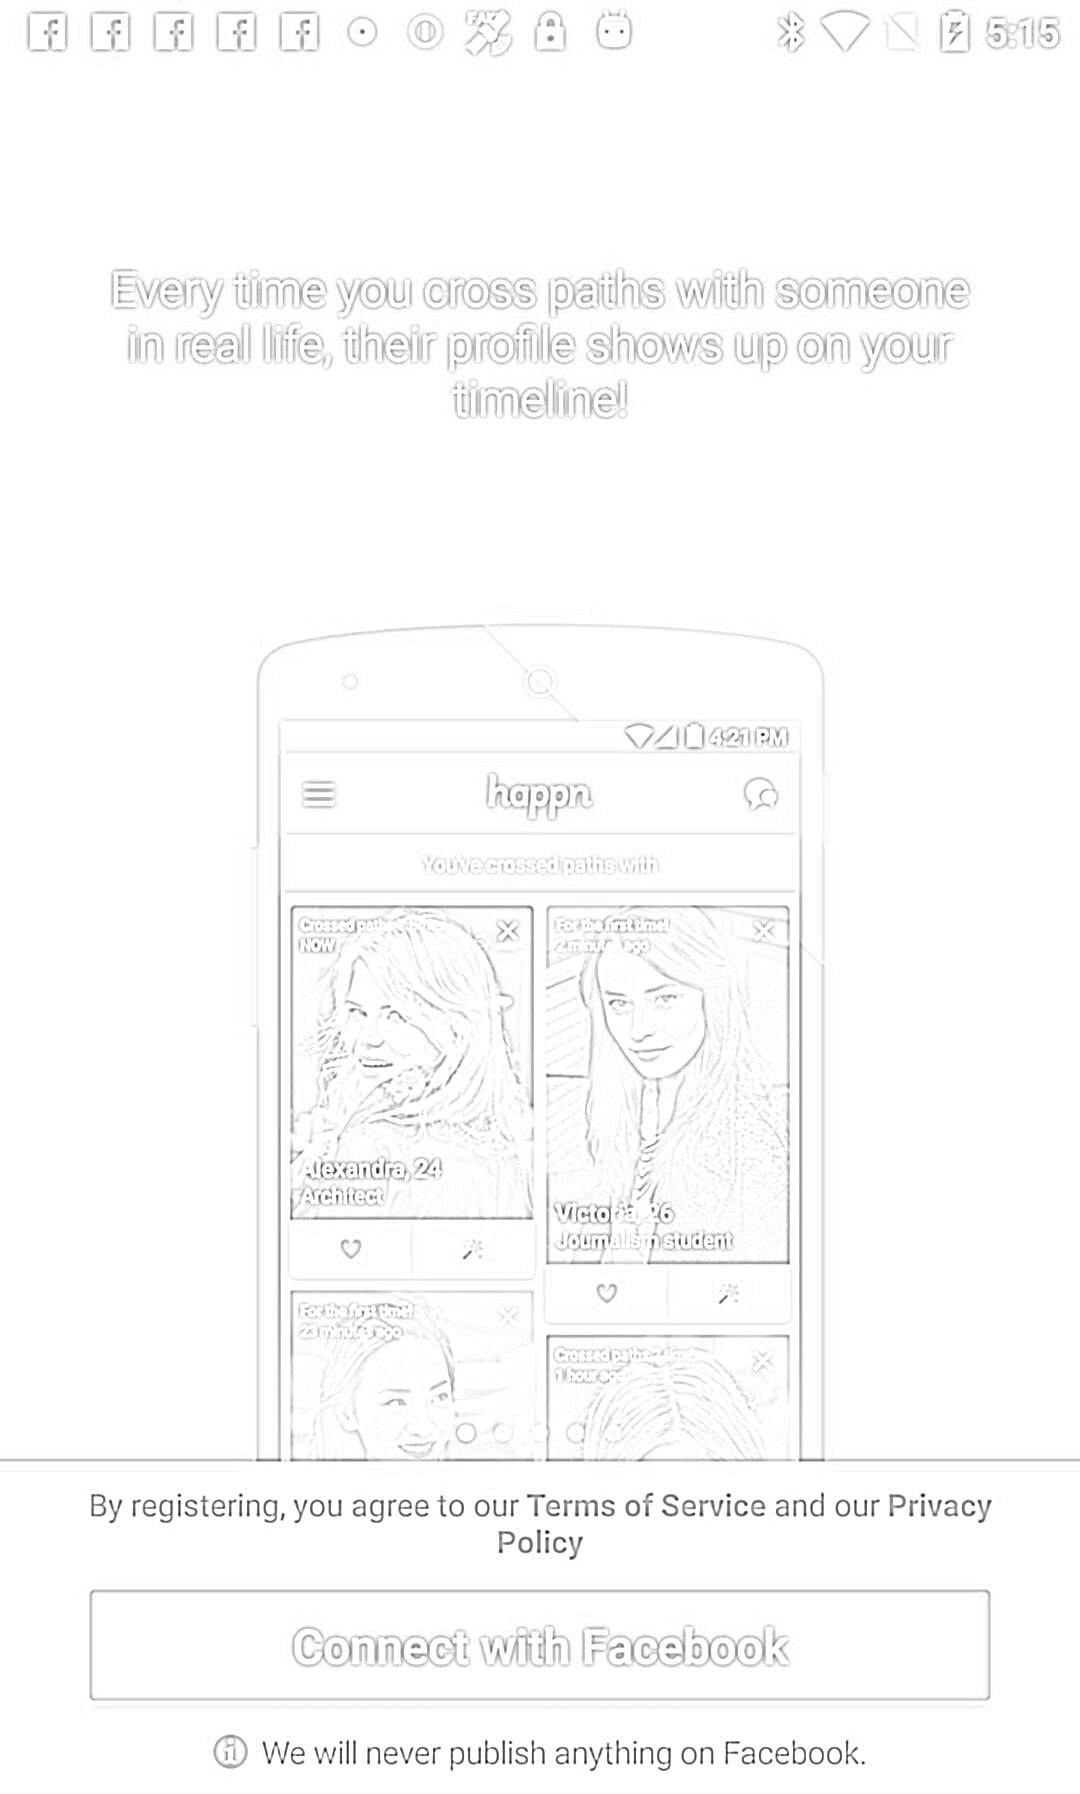 5:15
Every time you cross paths with someone
in real life, their profile shows up on your
timeline!
4:21 PM
happn
You've crossed paths with
Crossed paths
NOW
For the first time!
2 minutes ago
Alexandra, 24
Architect
Victoria, 26
Journalism student
For the first time!
23 minutes ago
Crossed paths
1 hour ago
By registering, you agree to our Terms of Service and our Privacy
Policy
Connect with Facebook
We will never publish anything on Facebook.